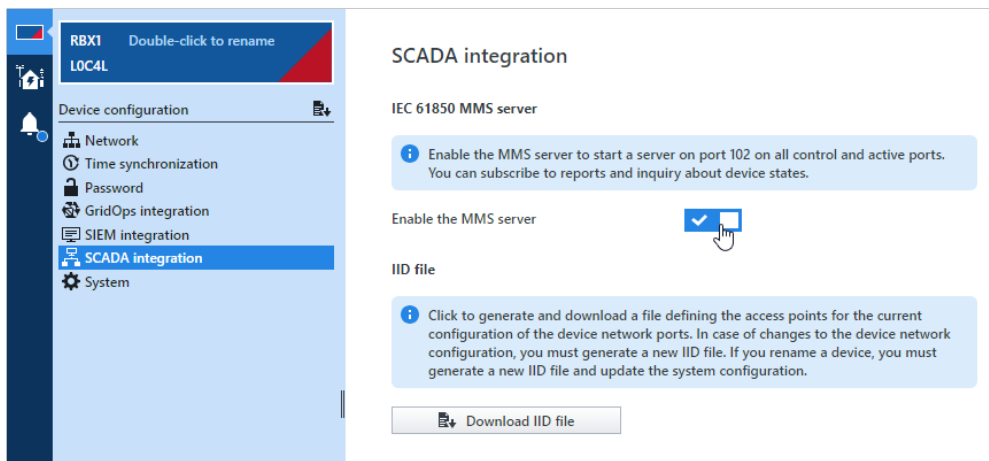 RBX1 Double-click to rename
L0C4L
Device configuration
Network
Time synchronization
Password
GridOps integration
SIEM integration
SCADA integration
System
SCADA integration
IEC 61850 MMS server
Enable the MMS server to start a server on port 102 on all control and active ports.
You can subscribe to reports and inquiry about device states.
Enable the MMS server
IID file
Click to generate and download a file defining the access points for the current
configuration of the device network ports. In case of changes to the device network
configuration, you must generate a new IID file. If you rename a device, you must
generate a new IID file and update the system configuration.
Download IID file